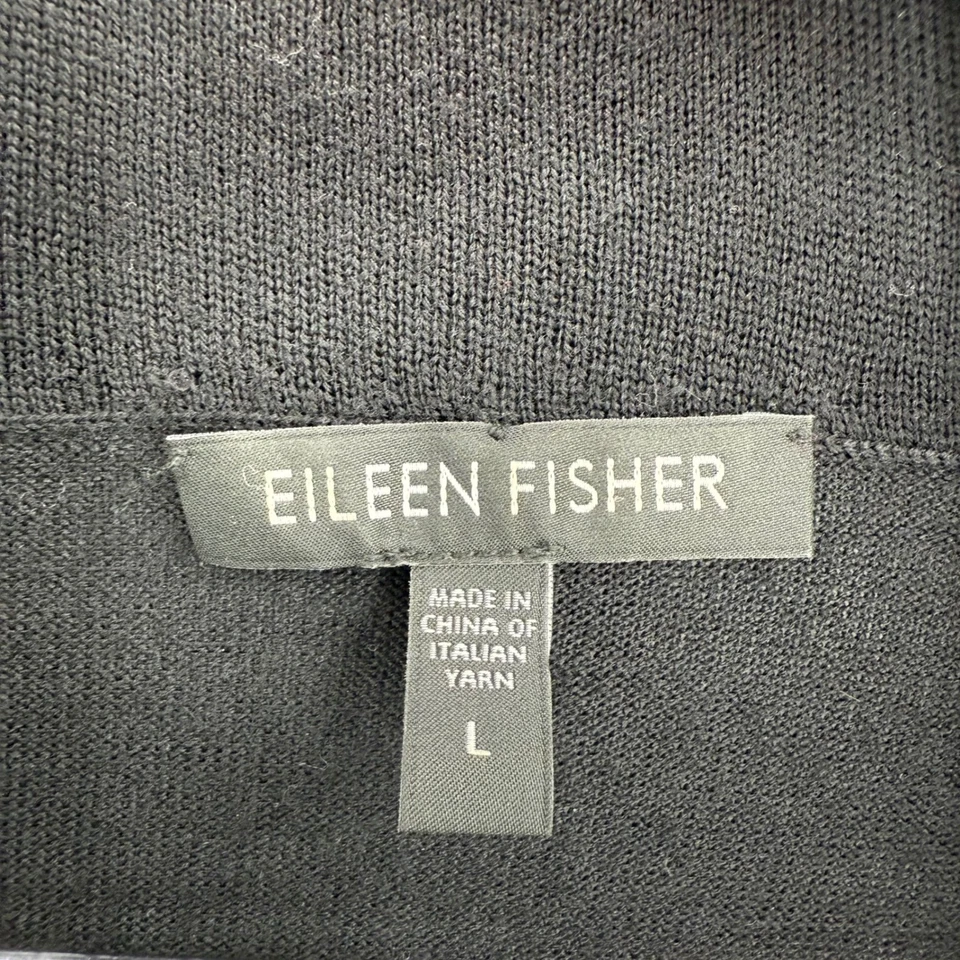 EILEEN FISHER
MADE IN
CHINA OF
ITALIAN
YARN
L